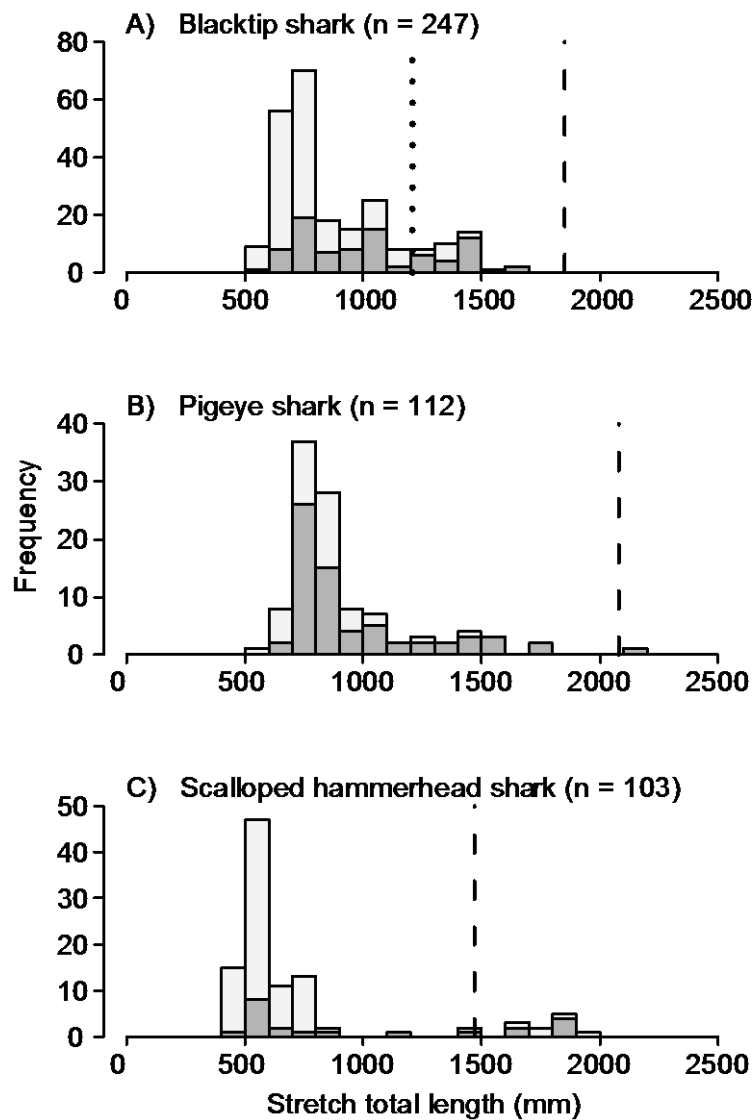 A) Blacktip shark (n = 247)
80
60
40
20
0
0 500 1000 1500 2000 2500
B) Pigeye shark (n = 112)
40
30
20
10
0
0 500 1000 1500 2000 2500
Frequency
C) Scalloped hammerhead shark (n = 103)
50
40
30
20
10
0
0 500 1000 1500 2000 2500
Stretch total length (mm)